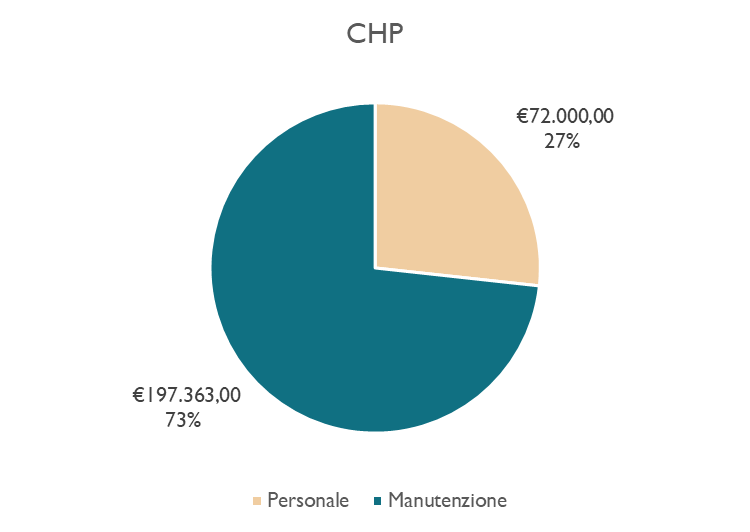 CHP
€72.000,00
27%
€197.363,00
73%
Personale Manutenzione